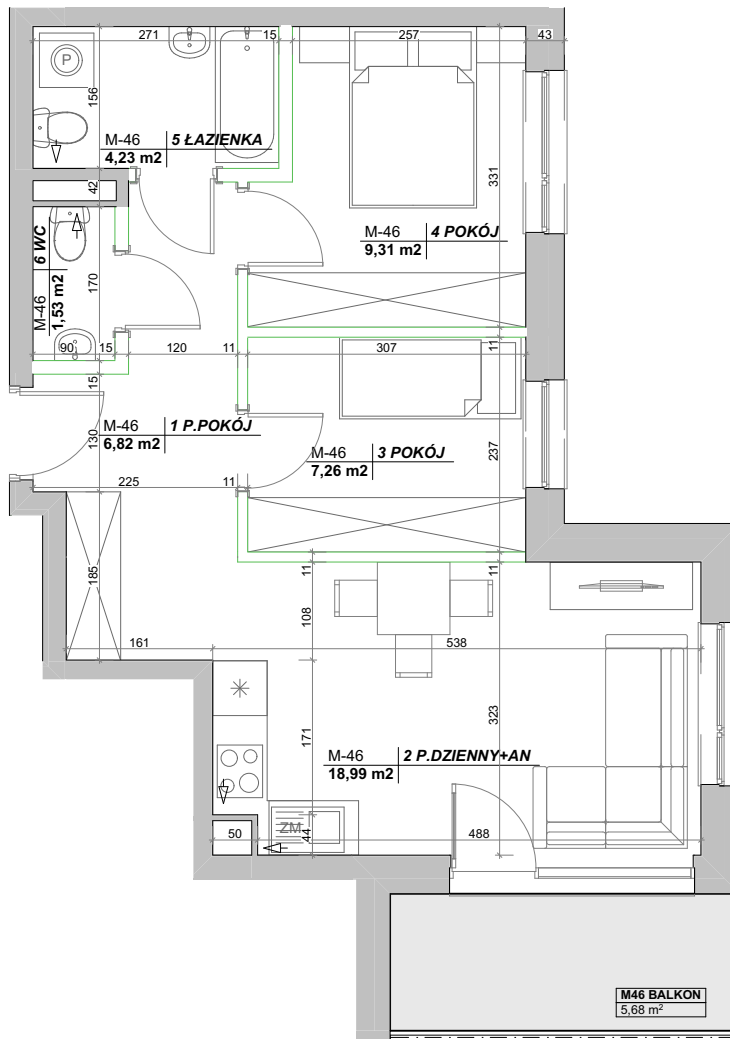 271
15
257
43
P
156
M-46 5 ŁAZIENKA
4,23 m2
331
42
M-46 4 POKÓJ
9,31 m2
M-46 6 WC
1,53 m2
170
90
15
120
11
307
11
15
M-46 1 P.POKÓJ
6,82 m2
130
M-46 3 POKÓJ
7,26 m2
237
225
11
185
11
11
108
161
538
171
323
M-46 2 P.DZIENNY+AN
18,99 m2
50
ZM
44
488
M46 BALKON
5,68 m²